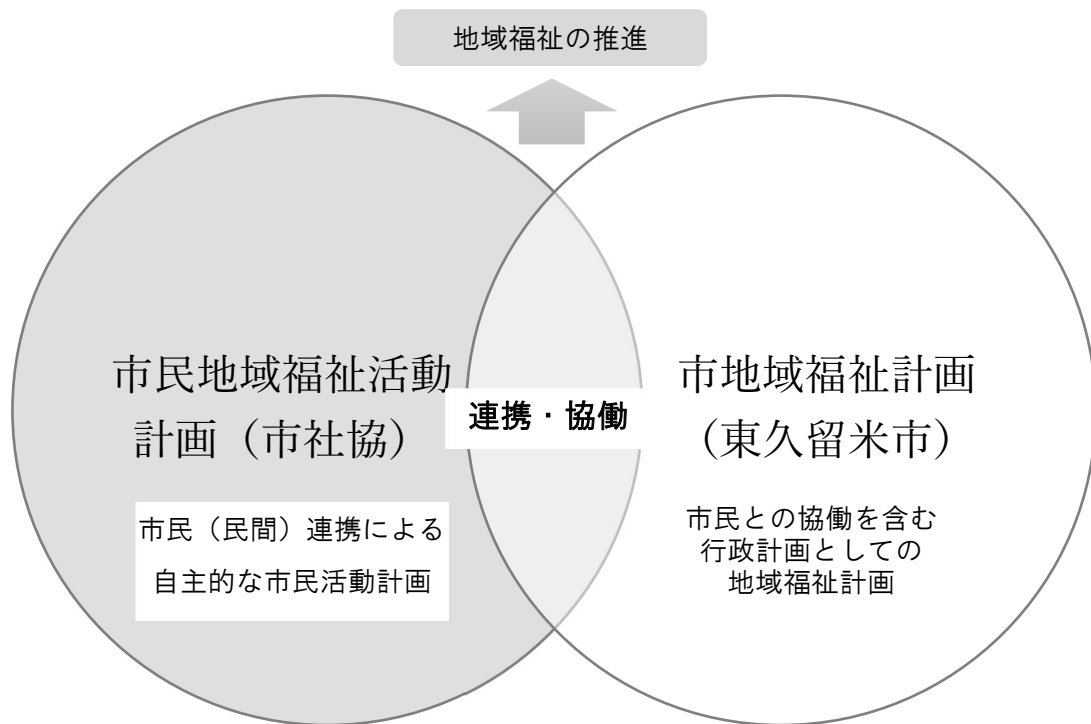 地域福祉の推進
市民地域福祉活動
計画（市社協）
市民（民間）連携による
自主的な市民活動計画
連携・協働
市地域福祉計画
（東久留米市）
市民との協働を含む
行政計画としての
地域福祉計画